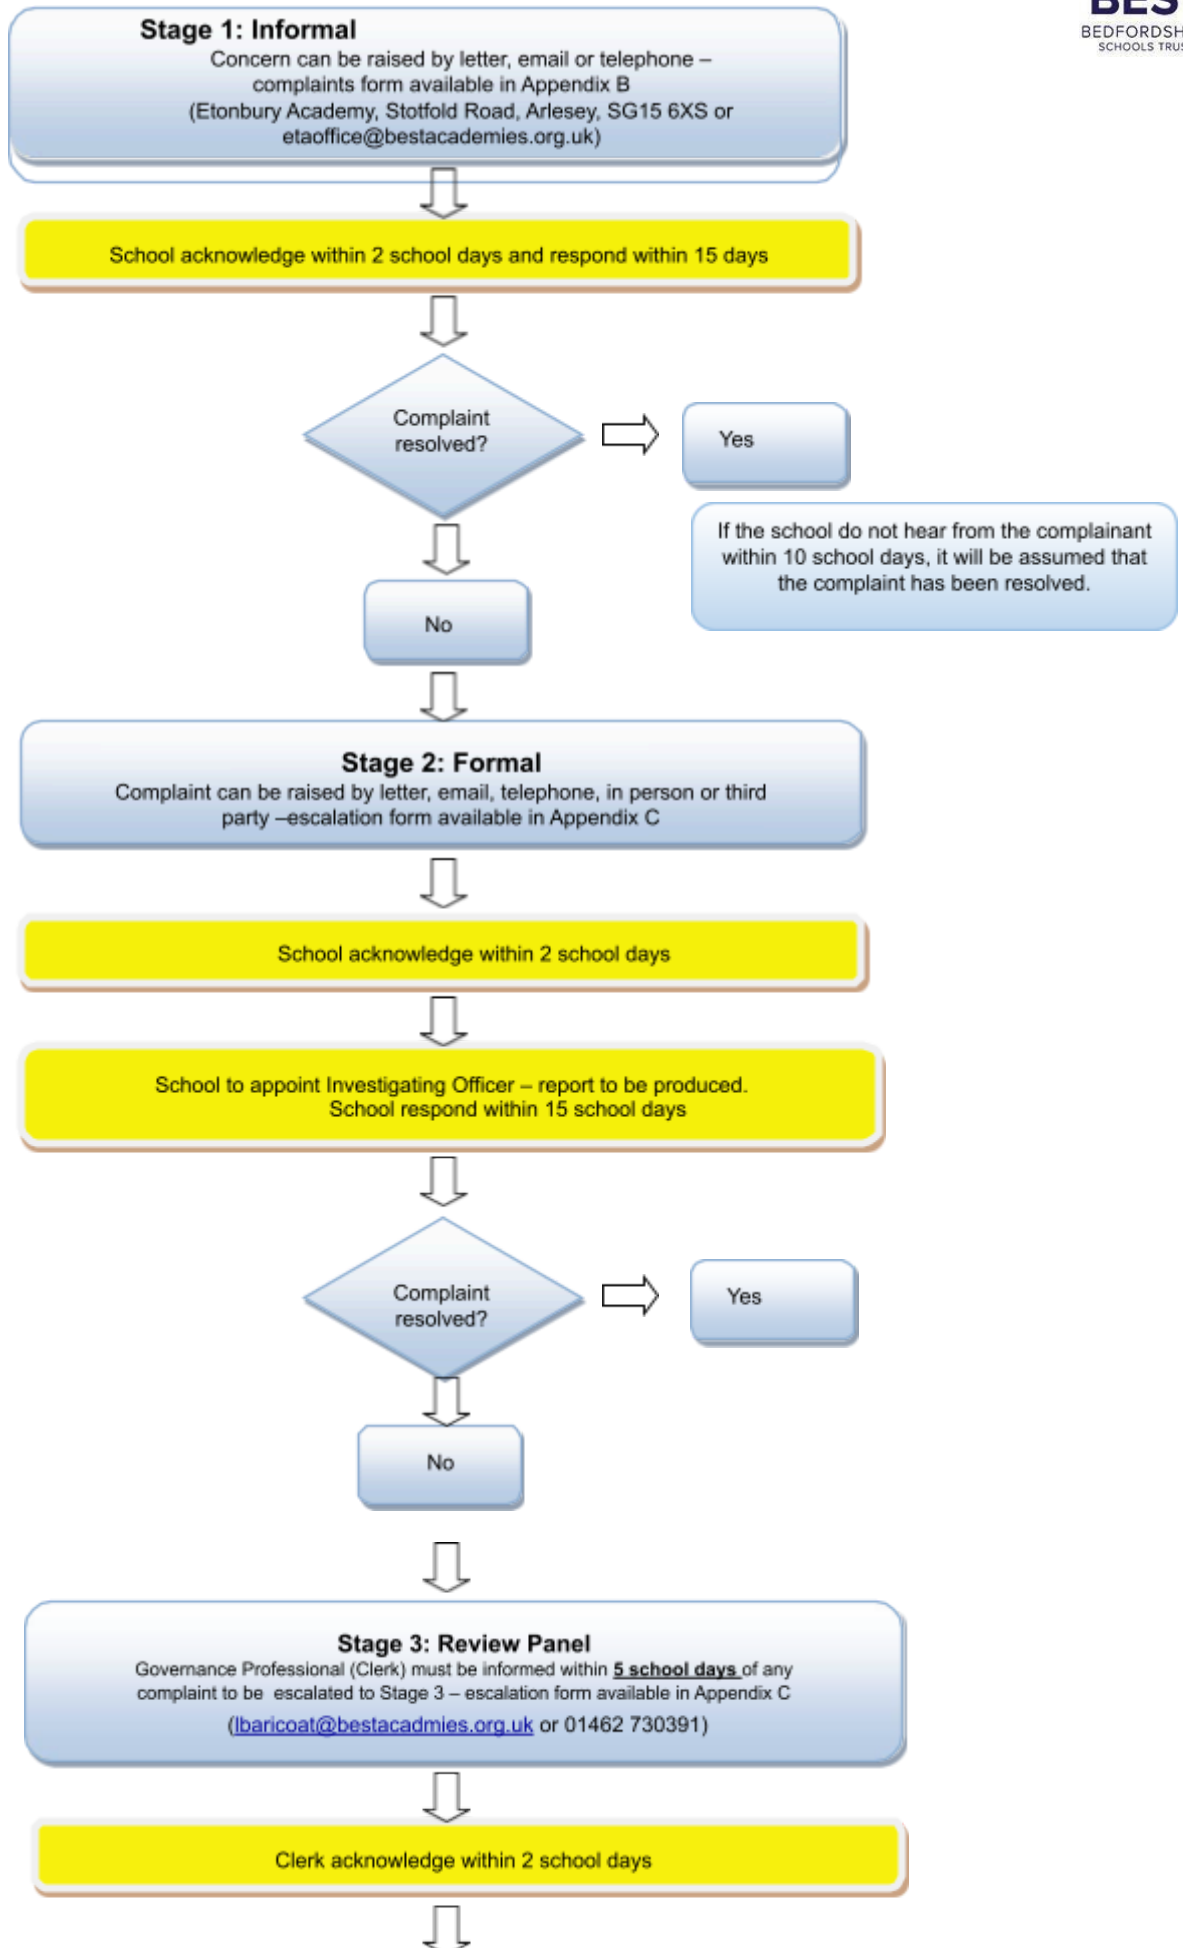 BES
BEDFORDSH
SCHOOLS TRUS
Stage 1: Informal
Concern can be raised by letter, email or telephone –
complaints form available in Appendix B
(Etonbury Academy, Stotfold Road, Arlesey, SG15 6XS or
etaoffice@bestacademies.org.uk)
School acknowledge within 2 school days and respond within 15 days
Complaint
resolved?
Yes
If the school do not hear from the complainant
within 10 school days, it will be assumed that
the complaint has been resolved.
No
Stage 2: Formal
Complaint can be raised by letter, email, telephone, in person or third
party –escalation form available in Appendix C
School acknowledge within 2 school days
School to appoint Investigating Officer – report to be produced.
School respond within 15 school days
Complaint
resolved?
Yes
No
Stage 3: Review Panel
Governance Professional (Clerk) must be informed within 5 school days of any
complaint to be escalated to Stage 3 – escalation form available in Appendix C
(lbaricoat@bestacadmies.org.uk or 01462 730391)
Clerk acknowledge within 2 school days